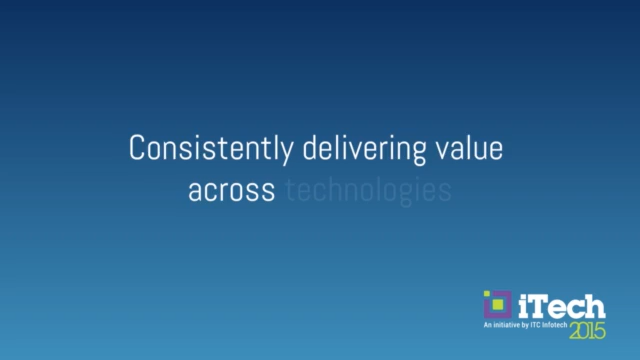 Consistently delivering value
across technologies
iTech
An initiative by ITC Infotech
2015